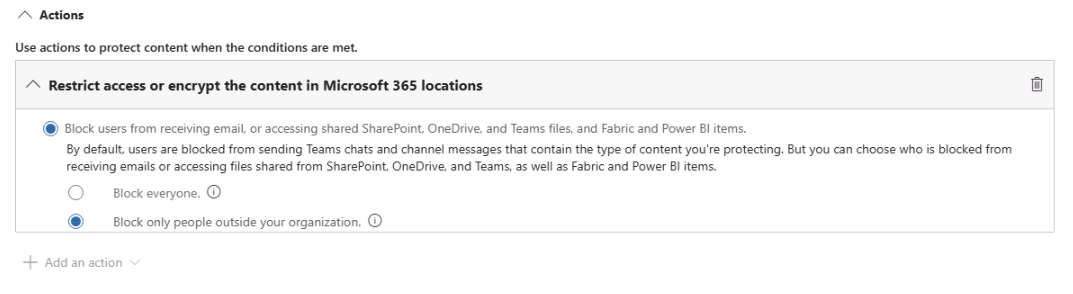 Actions
Use actions to protect content when the conditions are met.
Restrict access or encrypt the content in Microsoft 365 locations
Block users from receiving email, or accessing shared SharePoint, OneDrive, and Teams files, and Fabric and Power BI items.
By default, users are blocked from sending Teams chats and channel messages that contain the type of content you're protecting. But you can choose who is blocked from
receiving emails or accessing files shared from SharePoint, OneDrive, and Teams, as well as Fabric and Power BI items.
Block everyone.
Block only people outside your organization.
Add an action